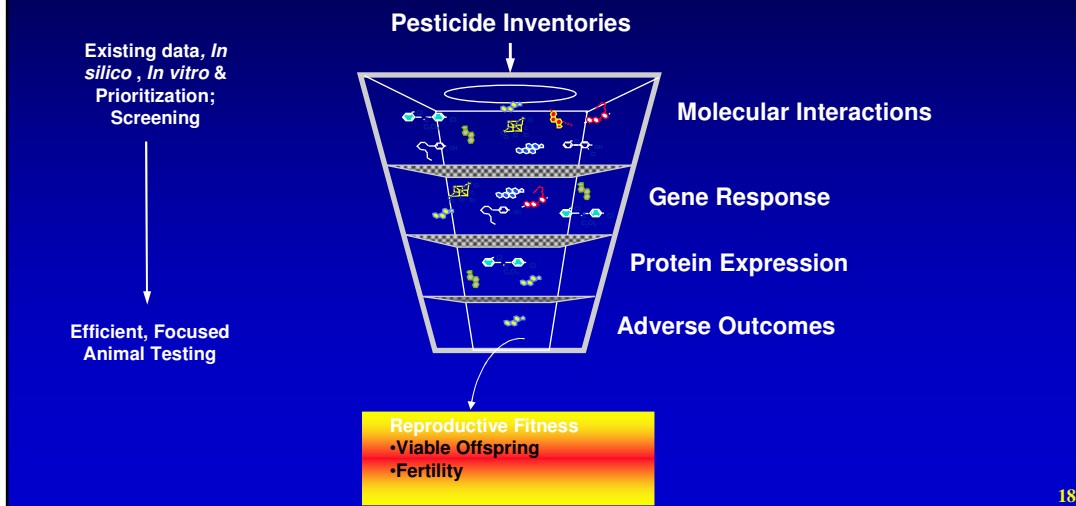 Pesticide Inventories
Existing data, In
silico , In vitro &
Prioritization;
Screening
Molecular Interactions
Gene Response
Protein Expression
Adverse Outcomes
Efficient, Focused
Animal Testing
Reproductive Fitness
•Viable Offspring
•Fertility
18